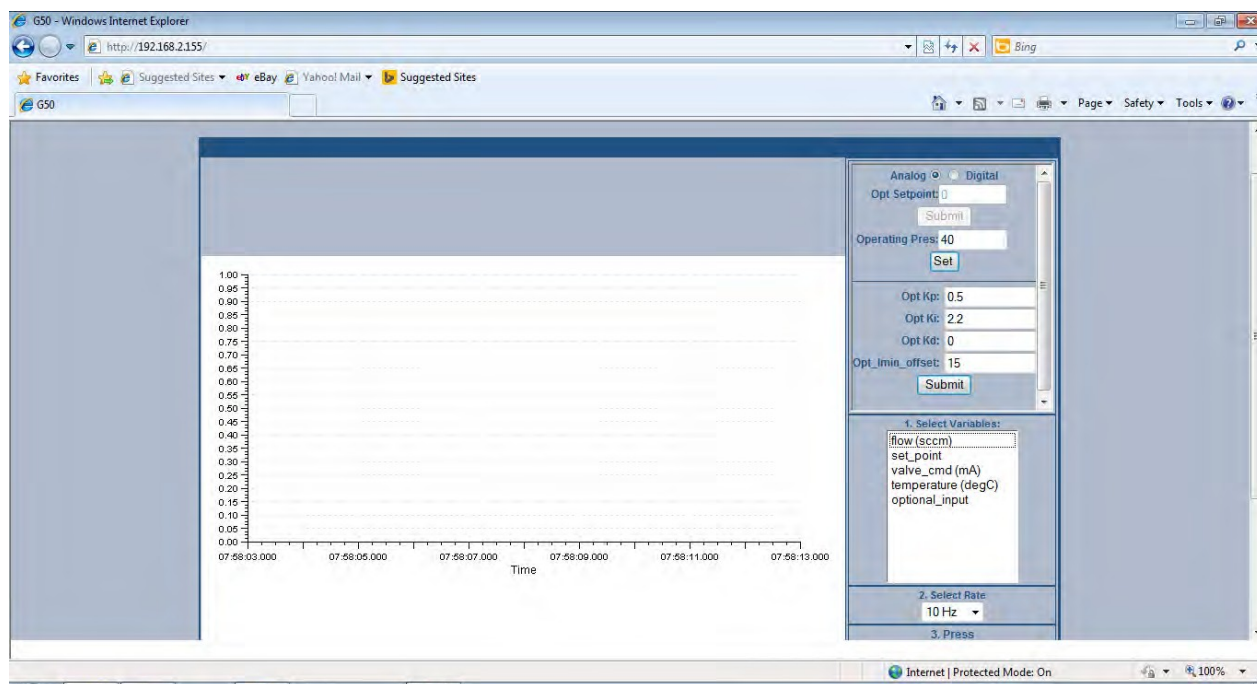 G50 - Windows Internet Explorer
http://192.168.2.155/
Bing
Favorites
Suggested Sites
eBay
Yahoo! Mail
Suggested Sites
G50
Page
Safety
Tools
Analog
Digital
Opt Setpoint: 0
Submit
Operating Pres: 40
Set
Opt Kp: 0.5
Opt Ki: 2.2
Opt Kd: 0
Opt_Imin_offset: 15
Submit
1. Select Variables:
flow (sccm)
set_point
valve_cmd (mA)
temperature (degC)
optional_input
2. Select Rate
10 Hz
3. Press
1.00
0.95
0.90
0.85
0.80
0.75
0.70
0.65
0.60
0.55
0.50
0.45
0.40
0.35
0.30
0.25
0.20
0.15
0.10
0.05
0.00
07:58:03.000 07:58:05.000 07:58:07.000 07:58:09.000 07:58:11.000 07:58:13.000
Time
Internet | Protected Mode: On
100%